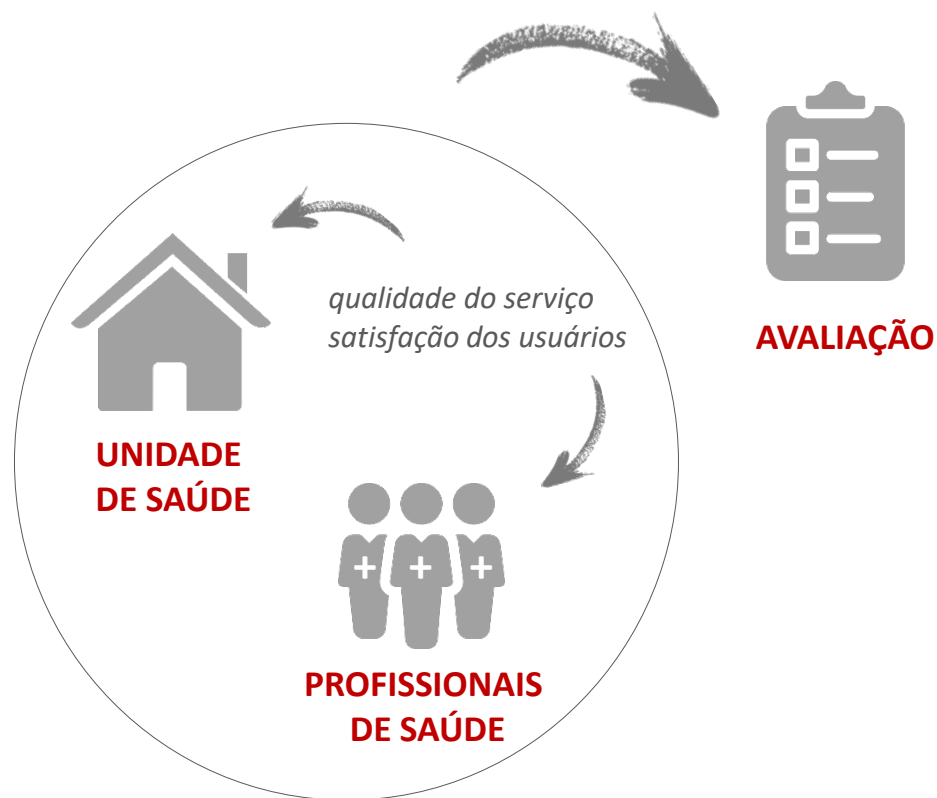 qualidade do serviço
satisfação dos usuários
AVALIAÇÃO
UNIDADE
DE SAÚDE
PROFISSIONAIS
DE SAÚDE